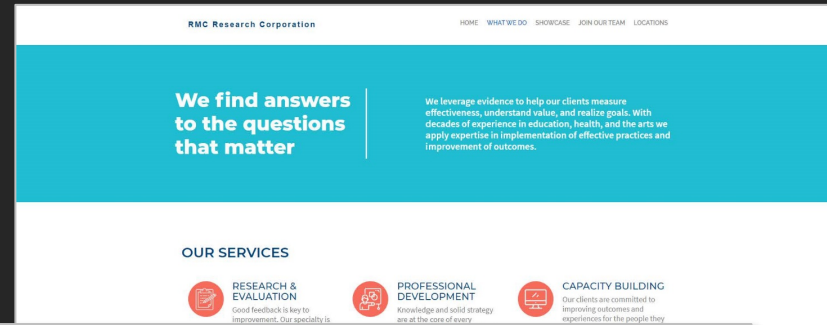 RMC Research Corporation
HOME WHAT WE DO SHOWCASE JOIN OUR TEAM LOCATIONS
We find answers
to the questions
that matter
We leverage evidence to help our clients measure
effectiveness, understand value, and realize goals. With
decades of experience in education, health, and the arts we
apply expertise in implementation of effective practices and
improvement of outcomes.
OUR SERVICES
RESEARCH &
EVALUATION
Good feedback is key to
improvement. Our specialty is
PROFESSIONAL
DEVELOPMENT
Knowledge and solid strategy
are at the core of every
CAPACITY BUILDING
Our clients are committed to
improving outcomes and
experiences for the people they